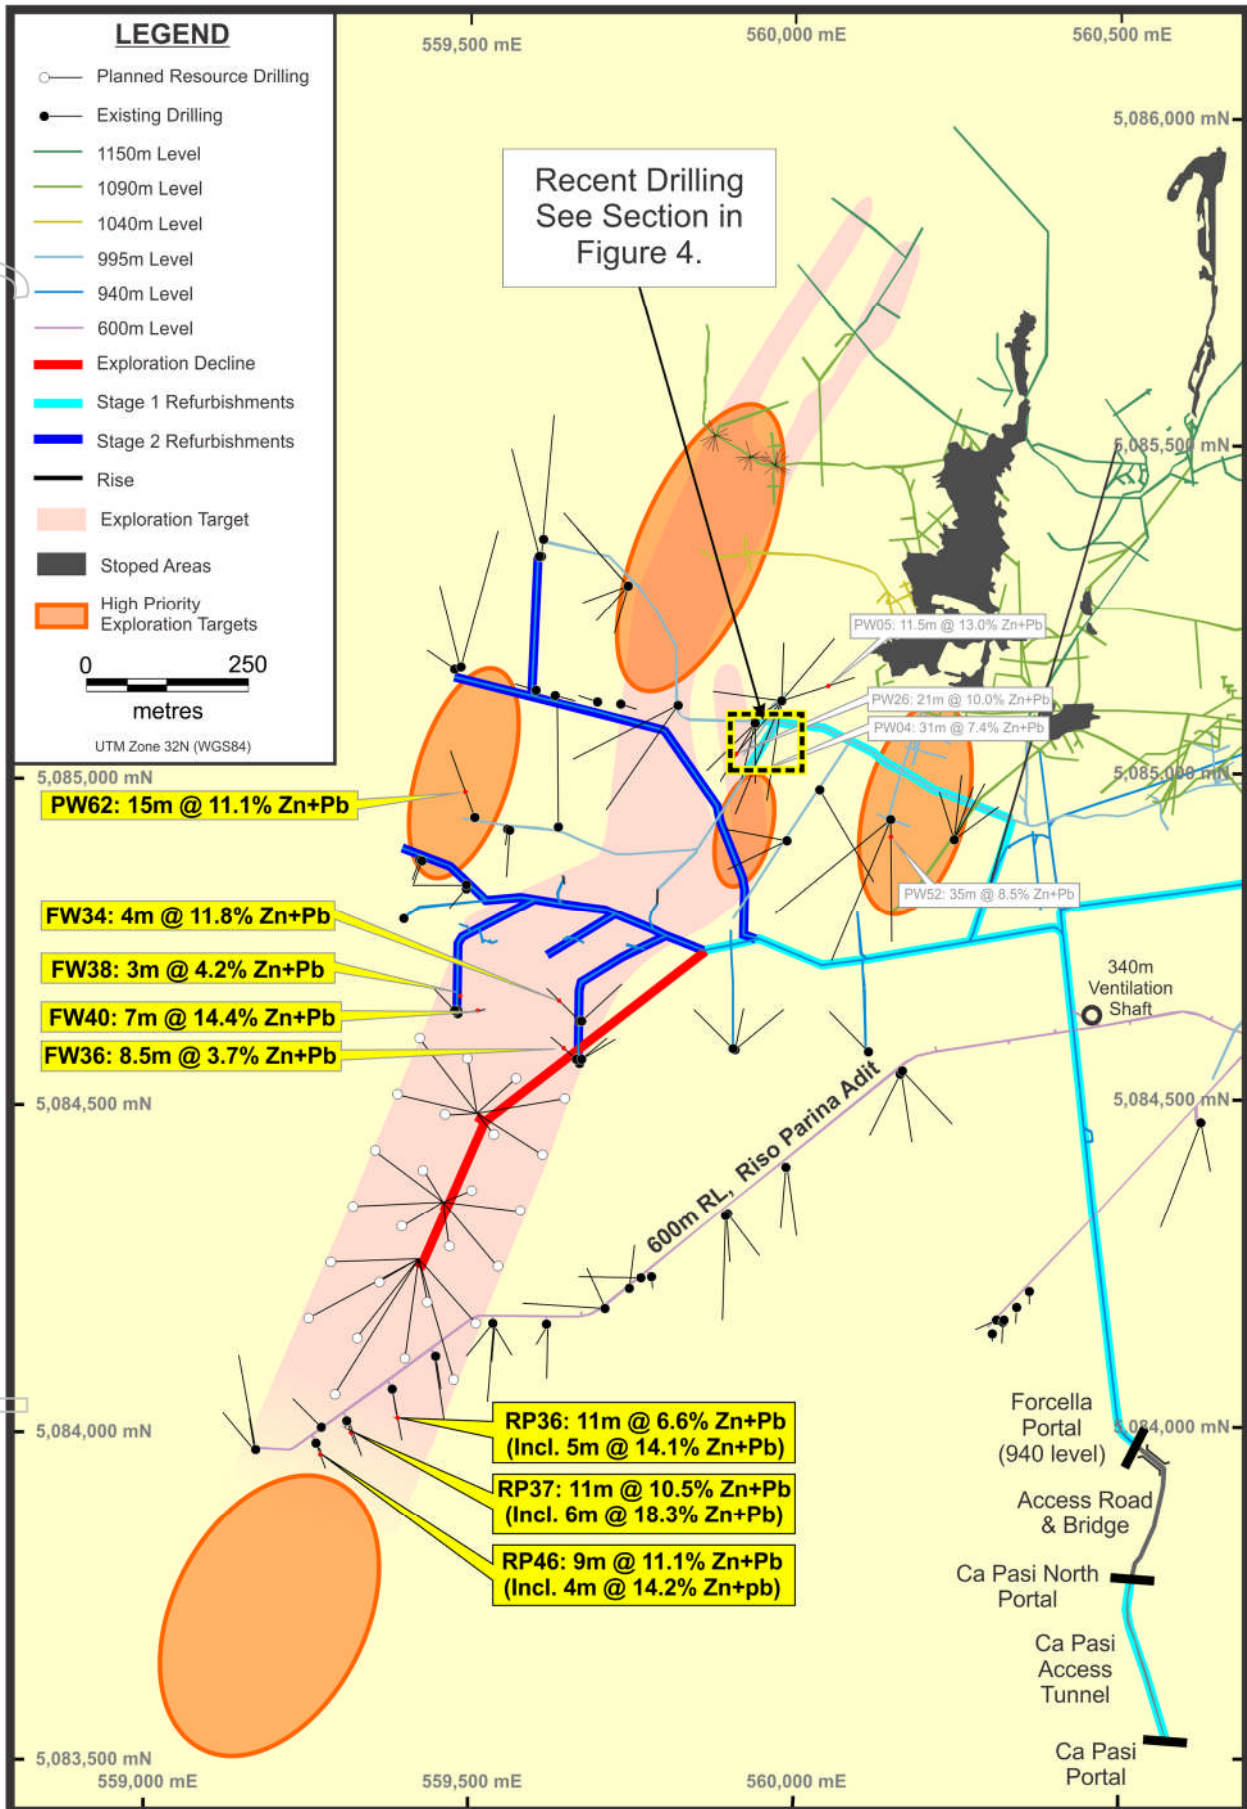 LEGEND
Planned Resource Drilling
Existing Drilling
1150m Level
1090m Level
1040m Level
995m Level
940m Level
600m Level
Exploration Decline
Stage 1 Refurbishments
Stage 2 Refurbishments
Rise
Exploration Target
Stoped Areas
High Priority
Exploration Targets
0 250
metres
UTM Zone 32N (WGS84)
559,500 mE
560,000 mE
560,500 mE
5,086,000 mN
Recent Drilling
See Section in
Figure 4.
5,085,500 mN
PW05: 11.5m @ 13.0% Zn+Pb
PW26: 21m @ 10.0% Zn+Pb
PW04: 31m @ 7.4% Zn+Pb
5,085,000 mN
5,085,000 mN
PW62: 15m @ 11.1% Zn+Pb
PW52: 35m @ 8.5% Zn+Pb
FW34: 4m @ 11.8% Zn+Pb
FW38: 3m @ 4.2% Zn+Pb
FW40: 7m @ 14.4% Zn+Pb
FW36: 8.5m @ 3.7% Zn+Pb
340m
Ventilation
Shaft
5,084,500 mN
5,084,500 mN
600m RL, Riso Parina Adit
RP36: 11m @ 6.6% Zn+Pb
(Incl. 5m @ 14.1% Zn+Pb)
RP37: 11m @ 10.5% Zn+Pb
(Incl. 6m @ 18.3% Zn+Pb)
RP46: 9m @ 11.1% Zn+Pb
(Incl. 4m @ 14.2% Zn+pb)
5,084,000 mN
5,084,000 mN
Forcella
Portal
(940 level)
Access Road
& Bridge
Ca Pasi North
Portal
Ca Pasi
Access
Tunnel
Ca Pasi
Portal
5,083,500 mN
559,000 mE
559,500 mE
560,000 mE